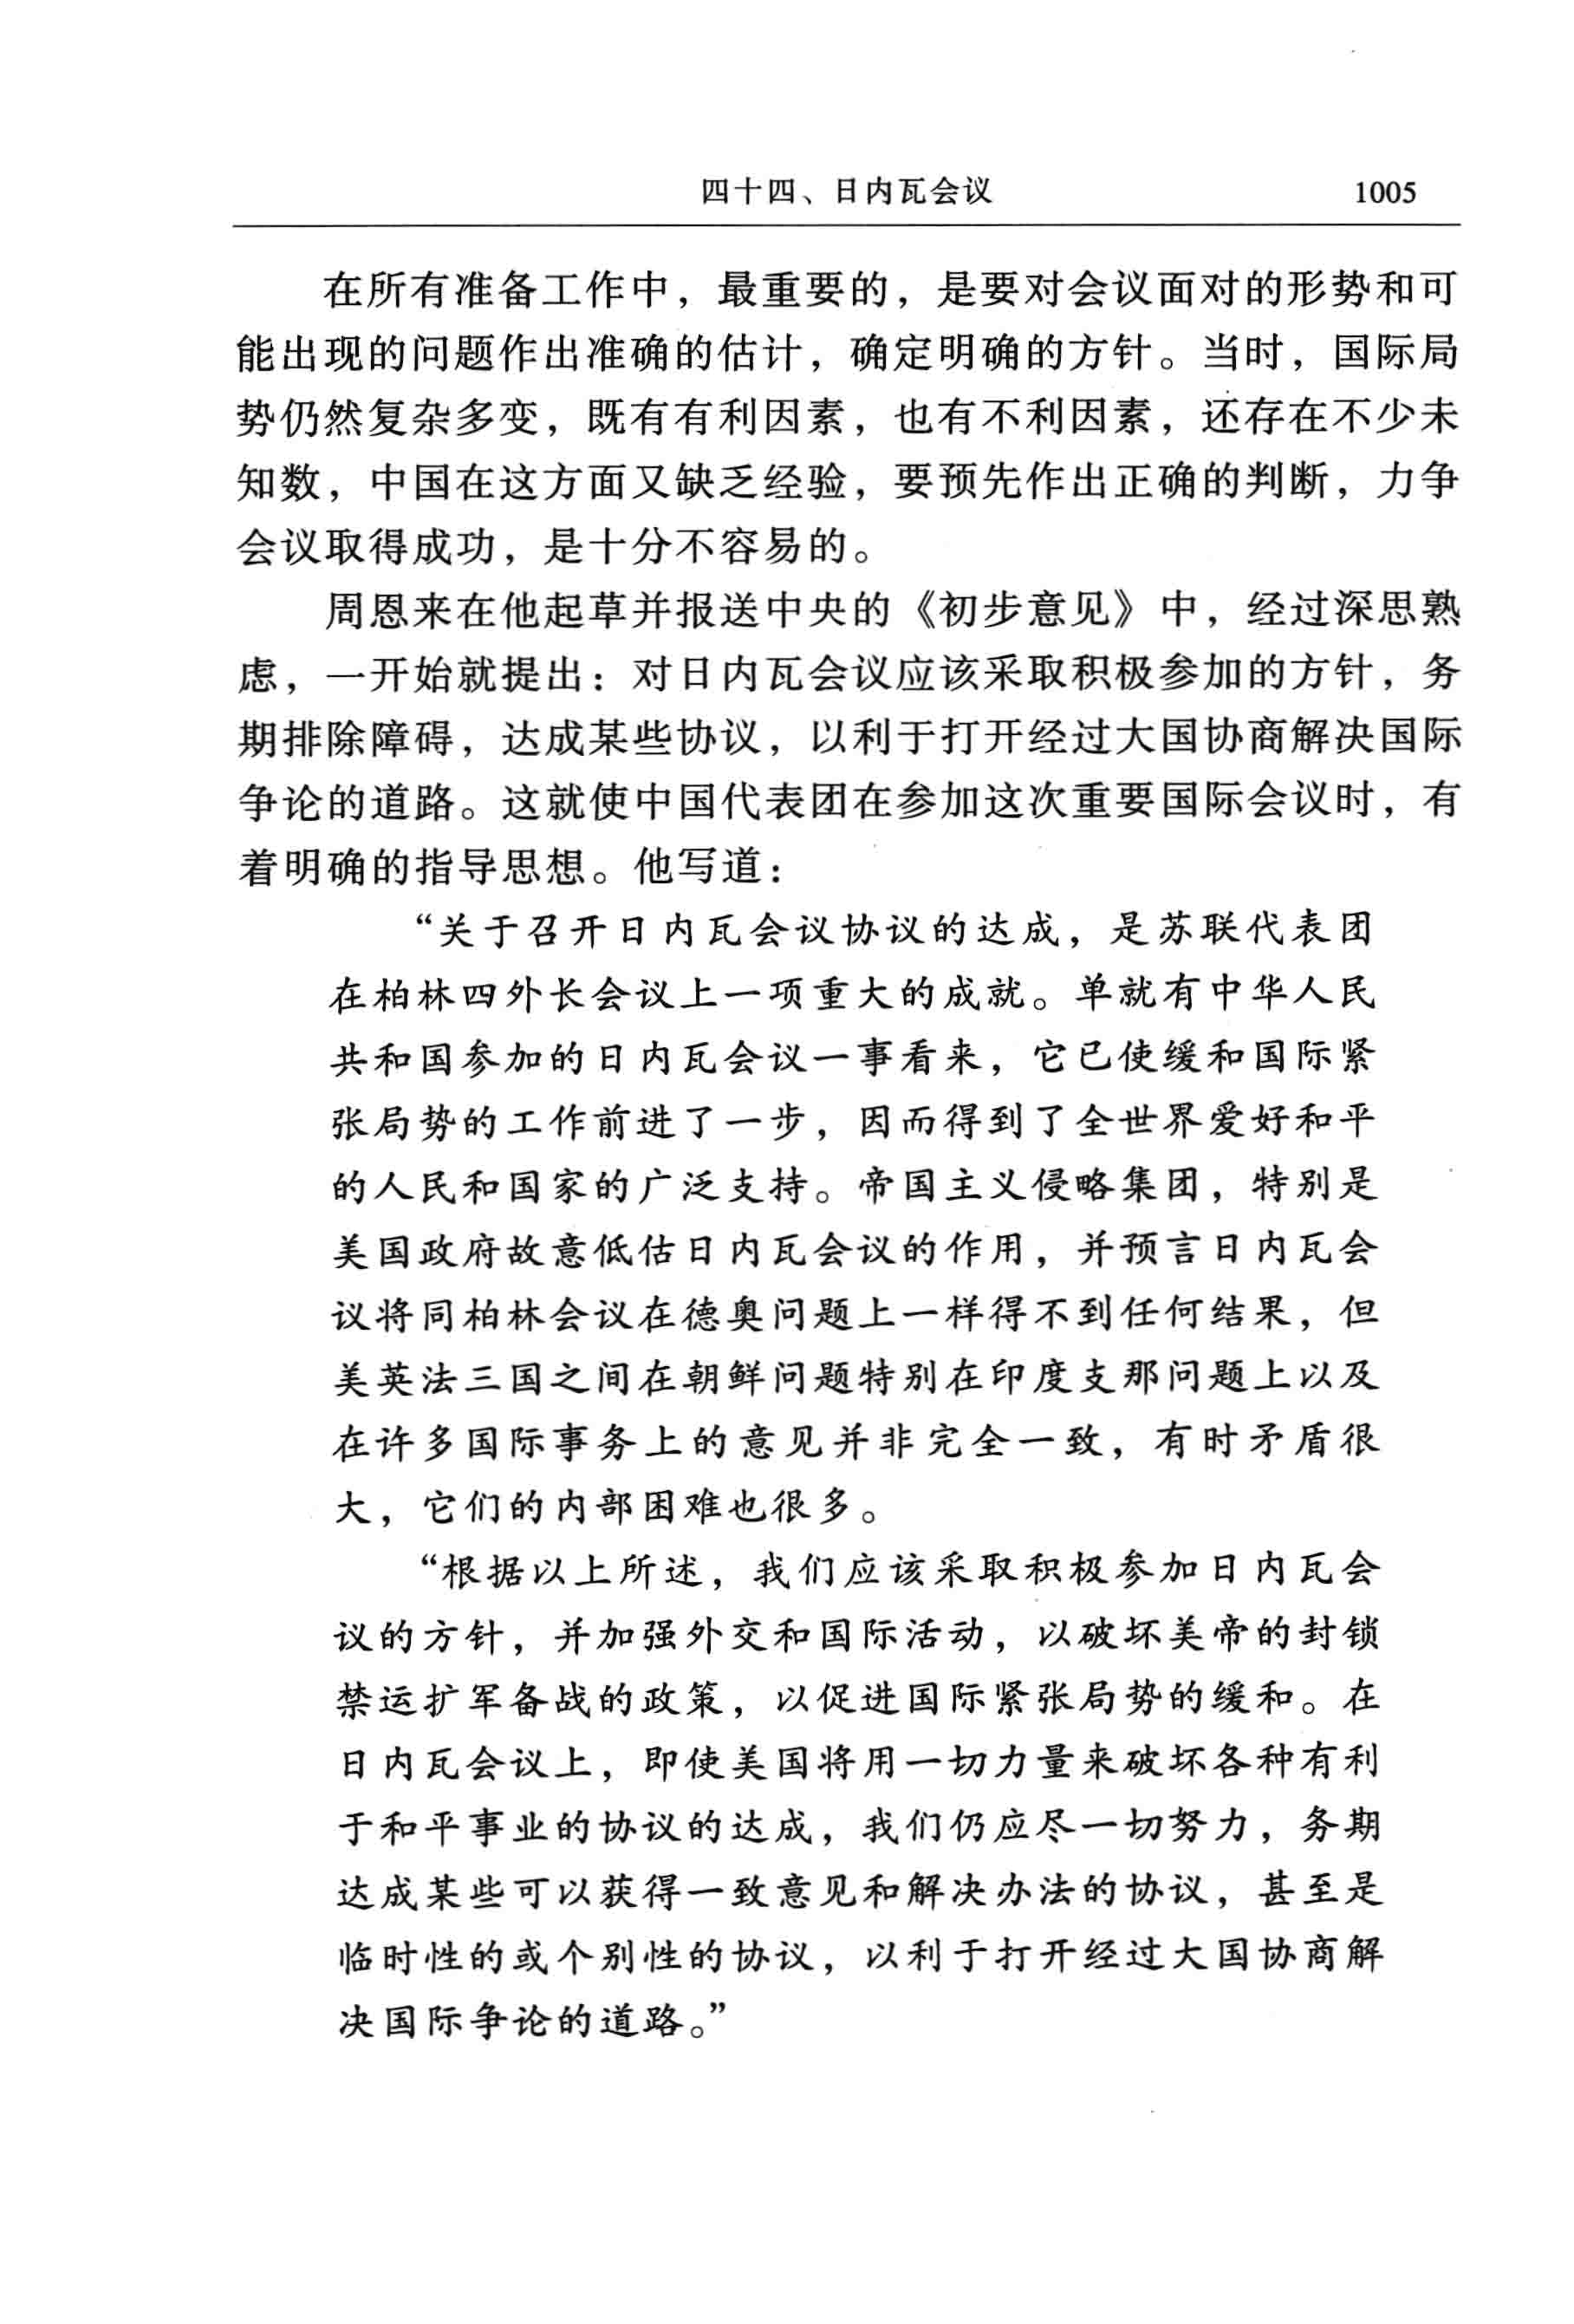 四十四、日内瓦会议 1005
在所有准备工作中，最重要的，是要对会议面对的形势和可
能出现的问题作出准确的估计，确定明确的方针。当时，国际局
势仍然复杂多变，既有有利因素，也有不利因素，还存在不少未
知数，中国在这方面又缺乏经验，要预先作出正确的判断，力争
会议取得成功，是十分不容易的。
周恩来在他起草并报送中央的《初步意见》中，经过深思熟
虑，一开始就提出：对日内瓦会议应该采取积极参加的方针，务
期排除障碍，达成某些协议，以利于打开经过大国协商解决国际
争论的道路。这就使中国代表团在参加这次重要国际会议时，有
着明确的指导思想。他写道：
“关于召开日内瓦会议协议的达成，是苏联代表团
在柏林四外长会议上一项重大的成就。单就有中华人民
共和国参加的日内瓦会议一事看来，它已使缓和国际紧
张局势的工作前进了一步，因而得到了全世界爱好和平
的人民和国家的广泛支持。帝国主义侵略集团，特别是
美国政府故意低估日内瓦会议的作用，并预言日内瓦会
议将同柏林会议在德奥问题上一样得不到任何结果，但
美英法三国之间在朝鲜问题特别在印度支那问题上以及
在许多国际事务上的意见并非完全一致，有时矛盾很
大，它们的内部困难也很多。
“根据以上所述，我们应该采取积极参加日内瓦会
议的方针，并加强外交和国际活动，以破坏美帝的封锁
禁运扩军备战的政策，以促进国际紧张局势的缓和。在
日内瓦会议上，即使美国将用一切力量来破坏各种有利
于和平事业的协议的达成，我们仍应尽一切努力，务期
达成某些可以获得一致意见和解决办法的协议，甚至是
临时性的或个别性的协议，以利于打开经过大国协商解
决国际争论的道路。”